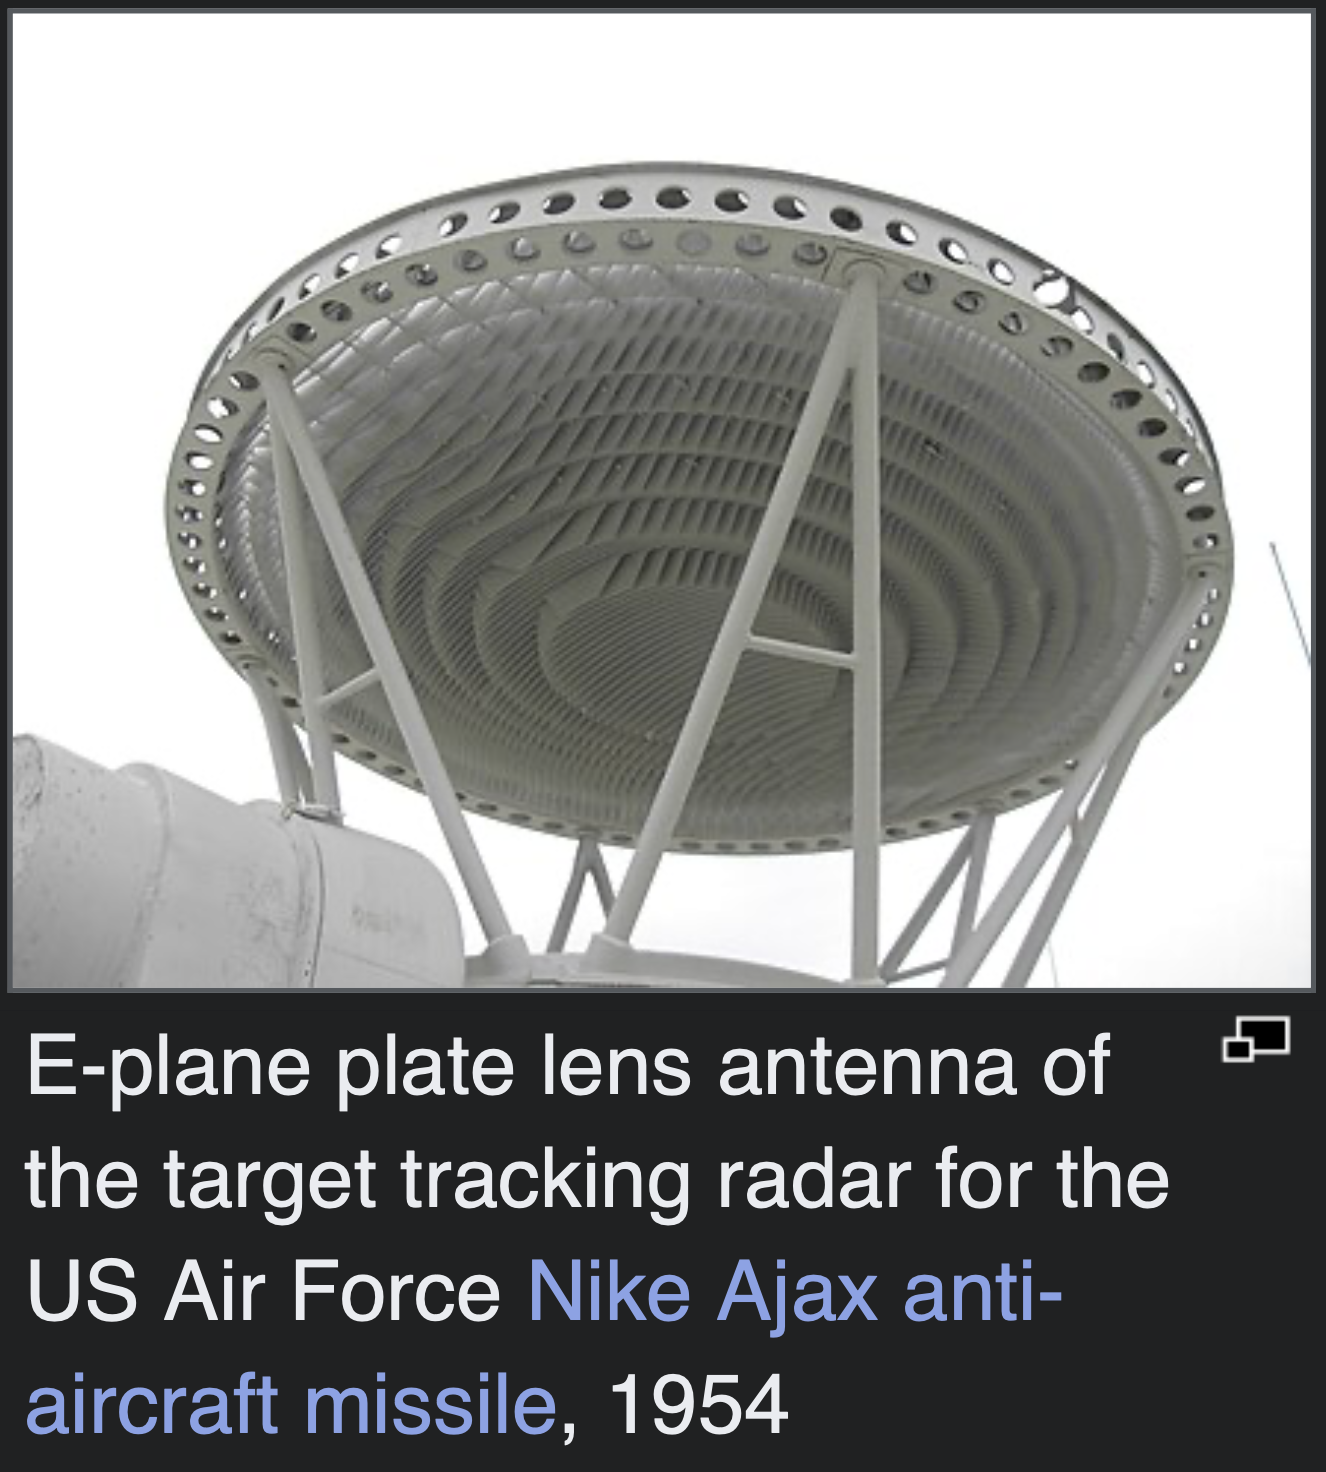 E-plane plate lens antenna of
the target tracking radar for the
US Air Force Nike Ajax anti-
aircraft missile, 1954